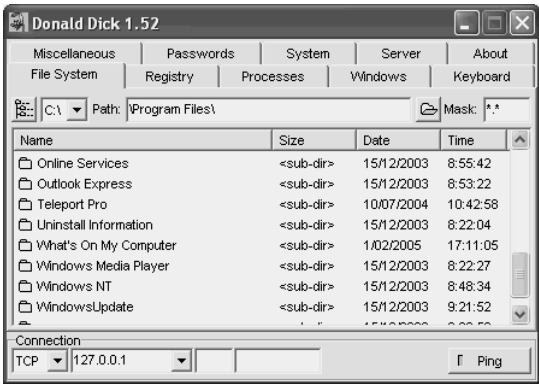 Donald Dick 1.52
Miscellaneous Passwords System Server About
File System Registry Processes Windows Keyboard
C:\ Path: \Program Files\ Mask: *.*
Name Size Date Time
Online Services <sub-dir> 15/12/2003 8:55:42
Outlook Express <sub-dir> 15/12/2003 8:53:22
Teleport Pro <sub-dir> 10/07/2004 10:42:58
Uninstall Information <sub-dir> 15/12/2003 8:22:04
What's On My Computer <sub-dir> 1/02/2005 17:11:05
Windows Media Player <sub-dir> 15/12/2003 8:22:27
Windows NT <sub-dir> 15/12/2003 8:48:34
WindowsUpdate <sub-dir> 15/12/2003 9:21:52
Connection
TCP 127.0.0.1 Ping